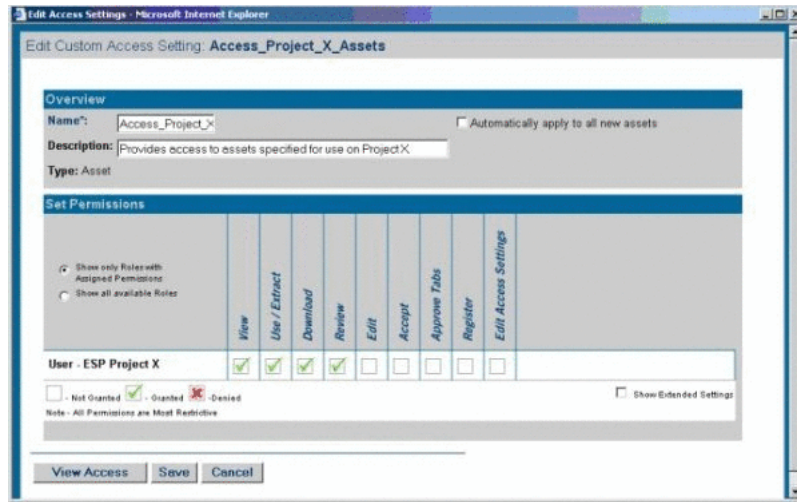 Edit Access Settings - Microsoft Internet Explorer
Edit Custom Access Setting: Access_Project_X_Assets
Overview
Name*: Access_Project_X
Automatically apply to all new assets
Description: Provides access to assets specified for use on ProjectX
Type: Asset
Set Permissions
Show only Roles with
Assigned Permissions
Show all available Roles
View
Use / Extract
Download
Review
Edit
Accept
Approve Tabs
Register
Edit Access Settings
User - ESP Project X
- Not Granted - Granted -Denied
Show Extended Settings
Note - All Permissions are Most Restrictive
View Access Save Cancel